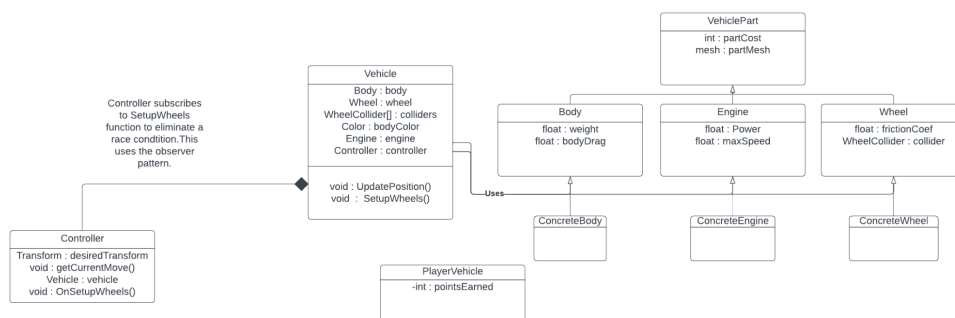 VehiclePart
int : partCost
mesh : partMesh
Vehicle
Body : body
Wheel : wheel
WheelCollider[] : colliders
Color : bodyColor
Engine : engine
Controller : controller
void : UpdatePosition()
void : SetupWheels()
Controller subscribes
to SetupWheels
function to eliminate a
race condtition.This
uses the observer
pattern.
Body
float : weight
float : bodyDrag
Engine
float : Power
float : maxSpeed
Wheel
float : frictionCoef
WheelCollider : collider
Uses
ConcreteBody
ConcreteEngine
ConcreteWheel
Controller
Transform : desiredTransform
void : getCurrentMove()
Vehicle : vehicle
void : OnSetupWheels()
PlayerVehicle
-int : pointsEarned